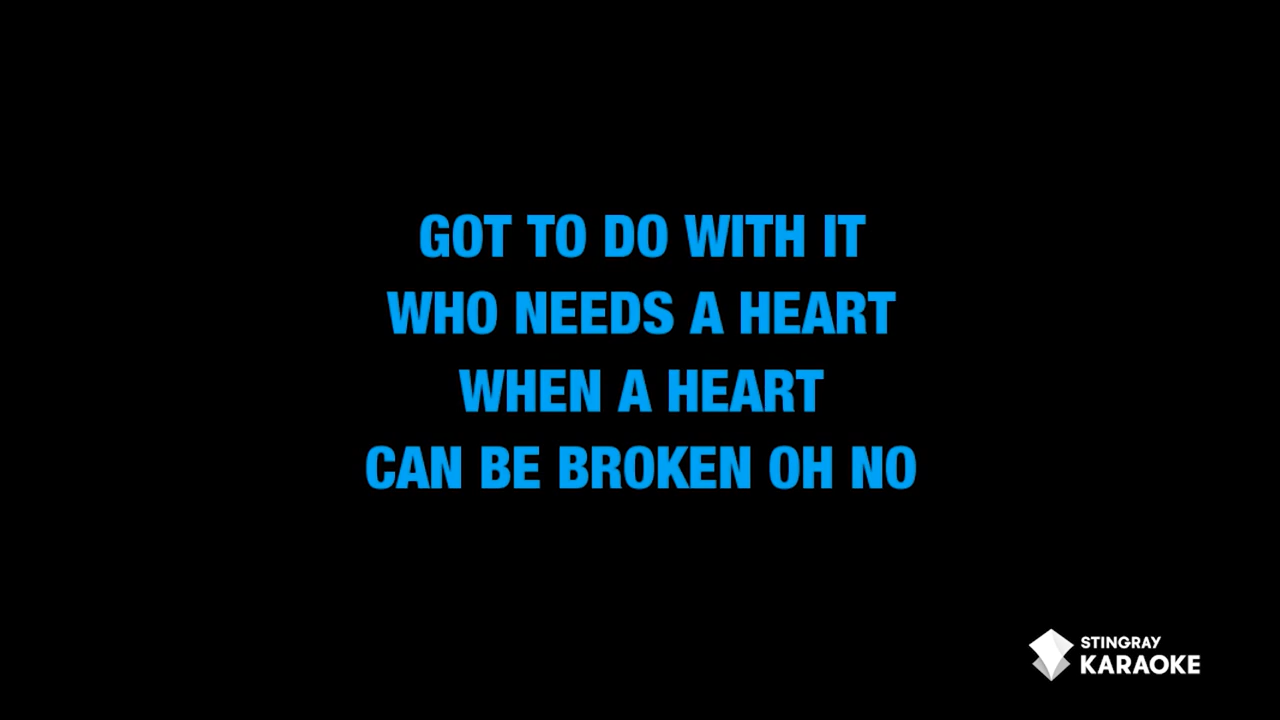 GOT TO DO WITH IT
WHO NEEDS A HEART
WHEN A HEART
CAN BE BROKEN OH NO
STINGRAY
KARAOKE